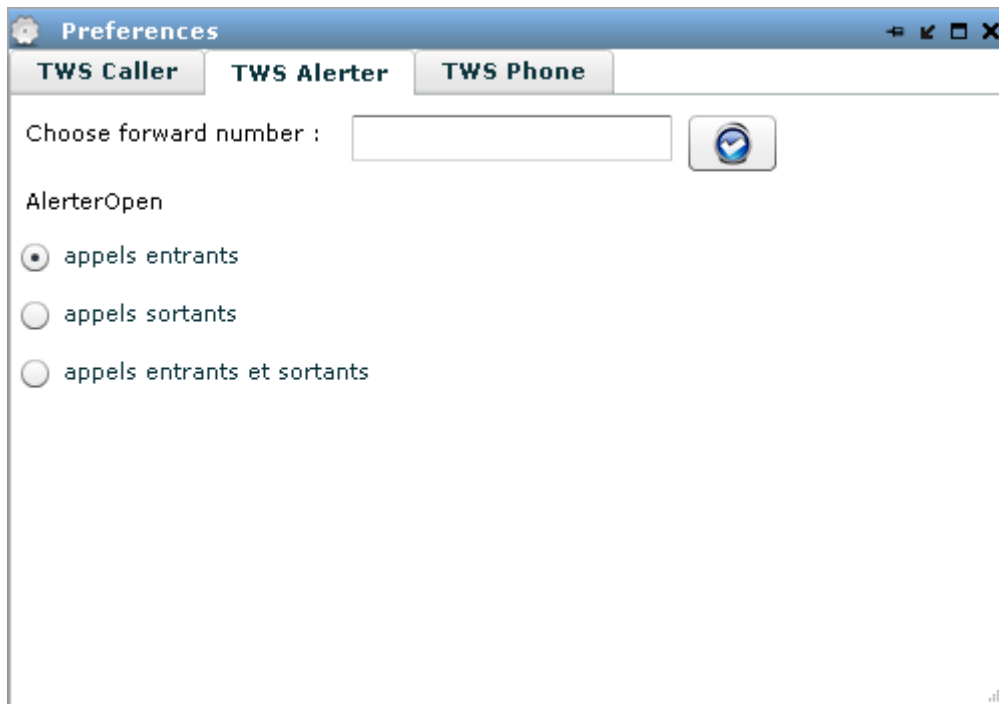 Preferences
TWS Caller TWS Alerter TWS Phone
Choose forward number :
AlerterOpen
appels entrants
appels sortants
appels entrants et sortants